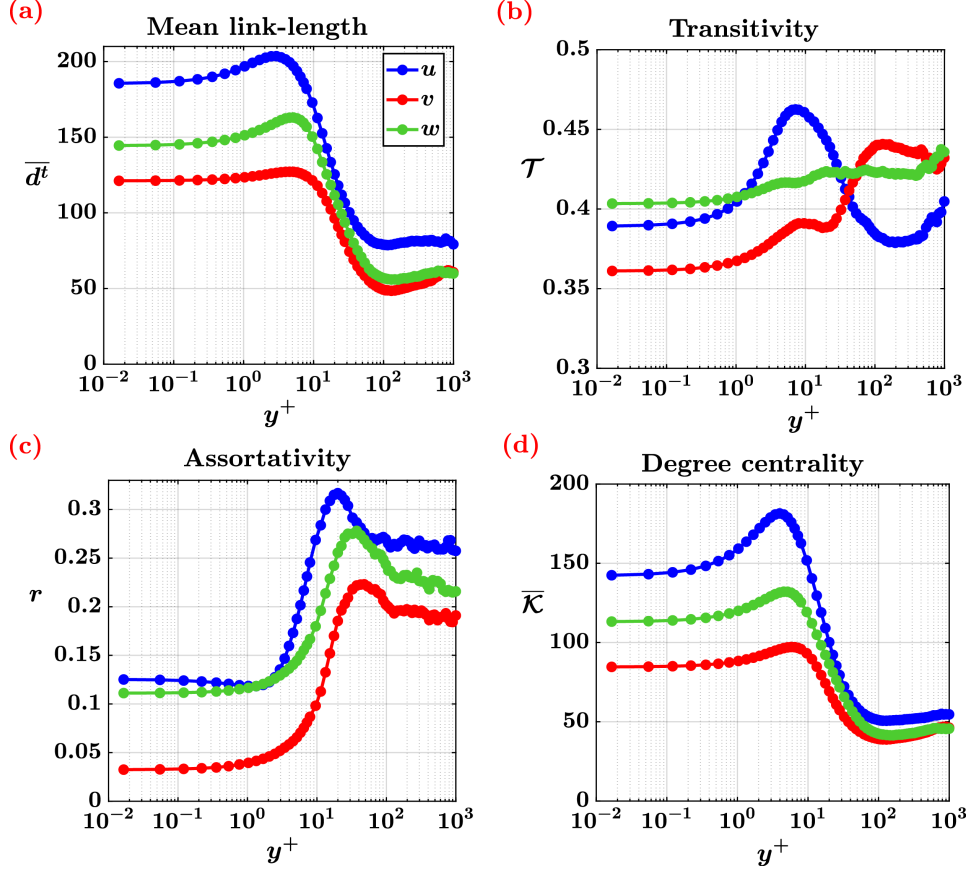 (a)
Mean link-length
200
150
100
50
0
10⁻² 10⁻¹ 10⁰ 10¹ 10² 10³
y⁺
d̅ᵗ̅
u
v
w
(b)
Transitivity
0.5
0.45
0.4
0.35
0.3
10⁻² 10⁻¹ 10⁰ 10¹ 10² 10³
y⁺
𝒯
(c)
Assortativity
0.3
0.25
0.2
0.15
0.1
0.05
0
10⁻² 10⁻¹ 10⁰ 10¹ 10² 10³
y⁺
r
(d)
Degree centrality
200
150
100
50
0
10⁻² 10⁻¹ 10⁰ 10¹ 10² 10³
y⁺
𝒦̅